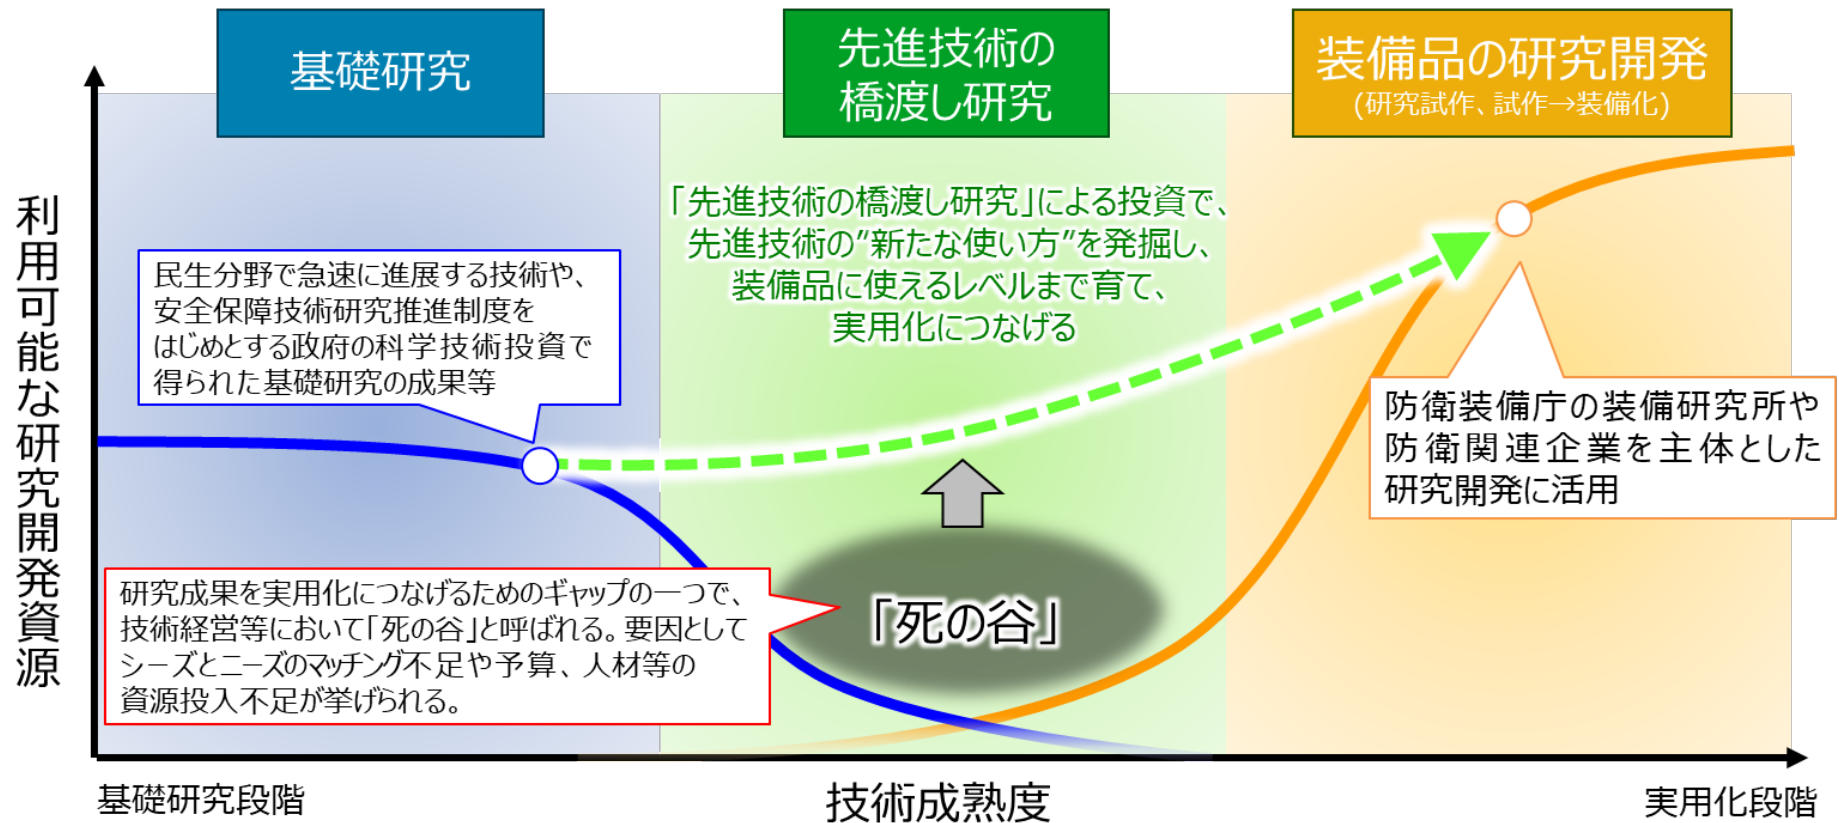 基礎研究
先進技術の
橋渡し研究
装備品の研究開発
(研究試作、試作→装備化)
利用可能な研究開発資源
「先進技術の橋渡し研究」による投資で、
先進技術の“新たな使い方”を発掘し、
装備品に使えるレベルまで育て、
実用化につなげる
民生分野で急速に進展する技術や、
安全保障技術研究推進制度を
はじめとする政府の科学技術投資で
得られた基礎研究の成果等
防衛装備庁の装備研究所や
防衛関連企業を主体とした
研究開発に活用
研究成果を実用化につなげるためのギャップの一つで、
技術経営等において「死の谷」と呼ばれる。要因として
シーズとニーズのマッチング不足や予算、人材等の
資源投入不足が挙げられる。
「死の谷」
基礎研究段階
技術成熟度
実用化段階